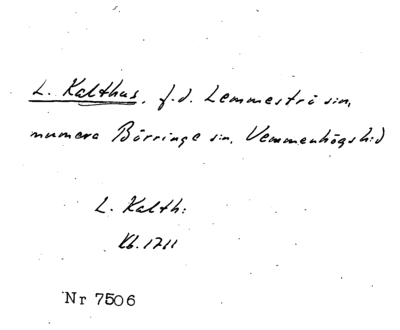 L. Kalthus, f.d. Lemmeströ sn,
numera Börringe sn, Vemmenhögs hd
L. Kalth:
Kb. 1711
Nr 7506